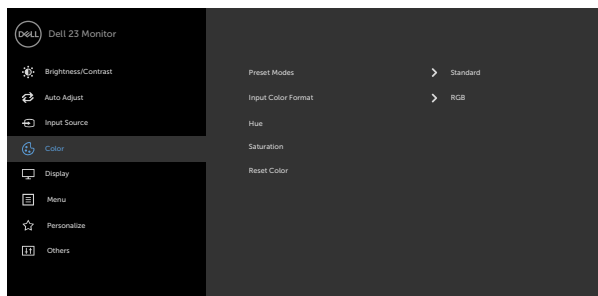 DELL Dell 23 Monitor
Brightness/Contrast
Auto Adjust
Input Source
Color
Display
Menu
Personalize
Others
Preset Modes Standard
Input Color Format RGB
Hue
Saturation
Reset Color